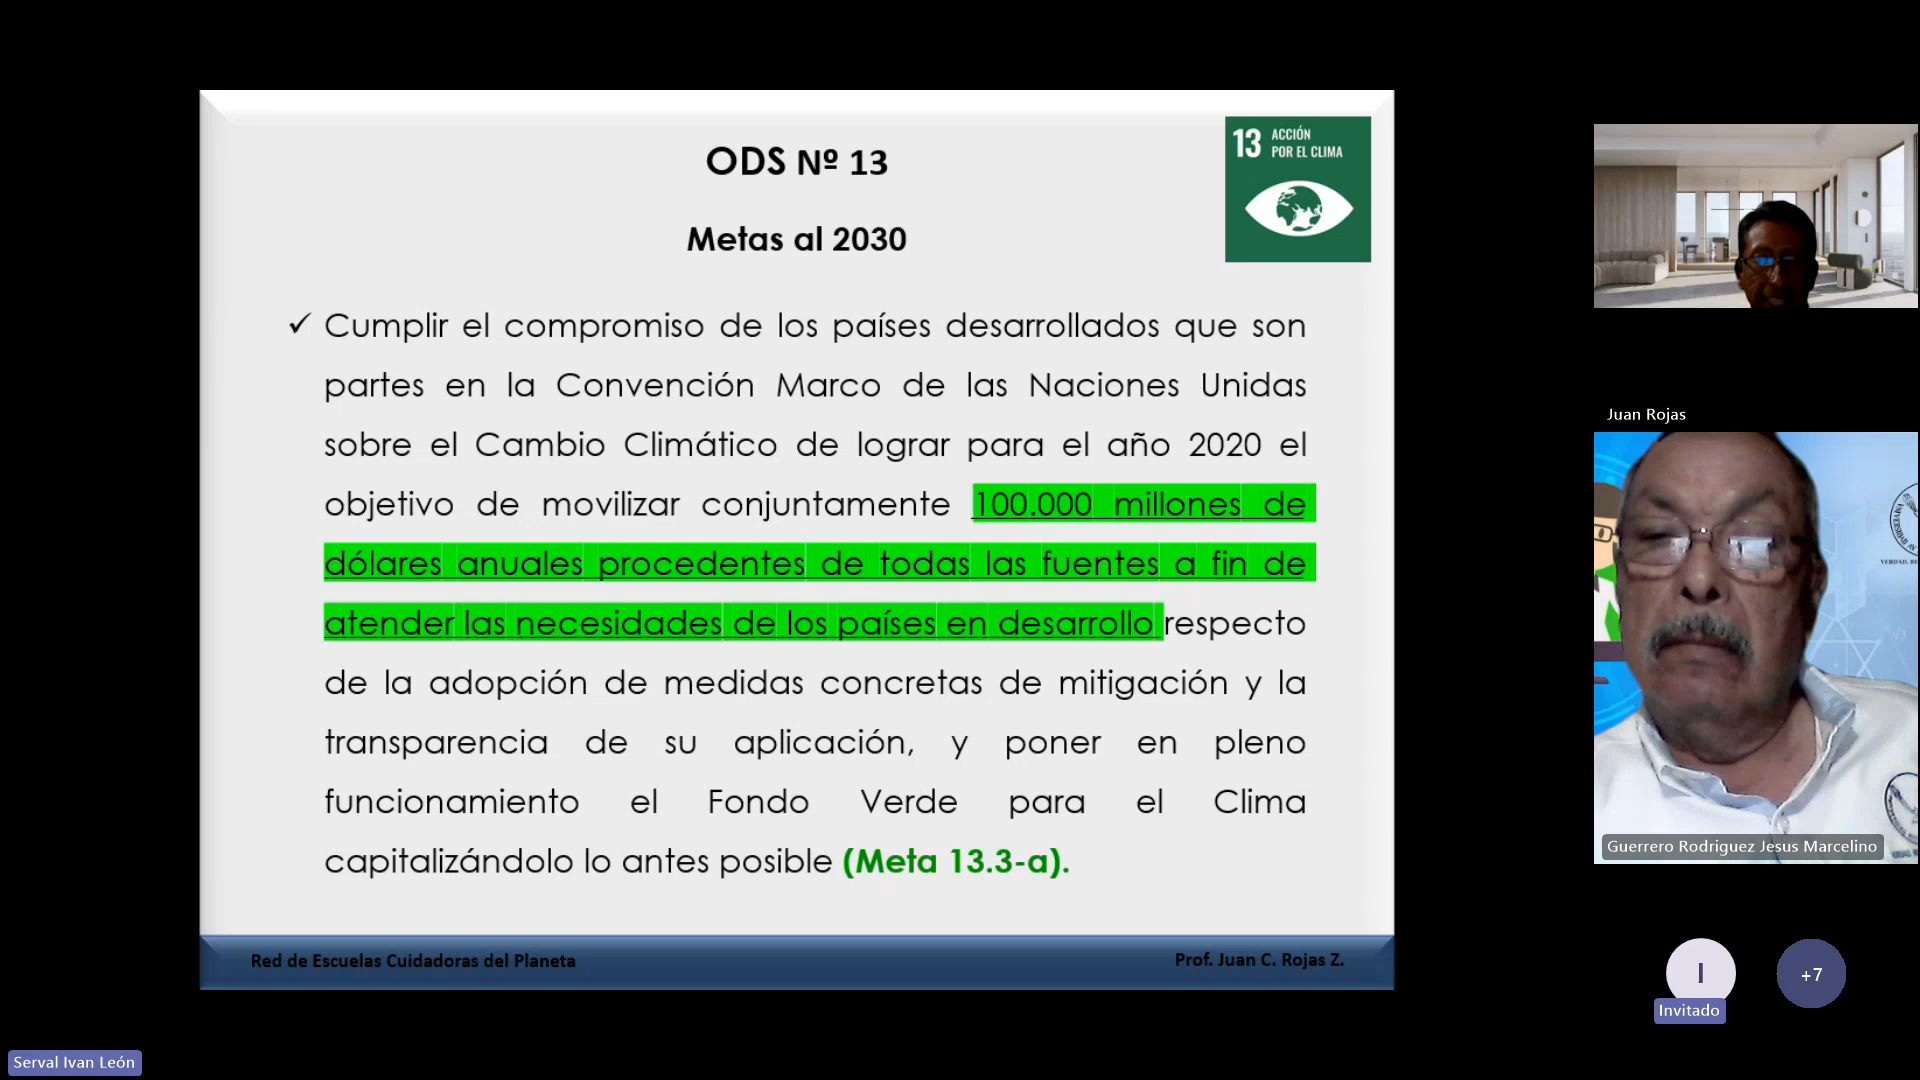 ODS Nº 13
13 ACCIÓN
POR EL CLIMA
Metas al 2030
✓ Cumplir el compromiso de los países desarrollados que son
partes en la Convención Marco de las Naciones Unidas
sobre el Cambio Climático de lograr para el año 2020 el
objetivo de movilizar conjuntamente 100.000 millones de
dólares anuales procedentes de todas las fuentes a fin de
atender las necesidades de los países en desarrollo respecto
de la adopción de medidas concretas de mitigación y la
transparencia de su aplicación, y poner en pleno
funcionamiento el Fondo Verde para el Clima
capitalizándolo lo antes posible (Meta 13.3-a).
Red de Escuelas Cuidadoras del Planeta
Prof. Juan C. Rojas Z.
Juan Rojas
Guerrero Rodriguez Jesus Marcelino
I
+7
Invitado
Serval Ivan León